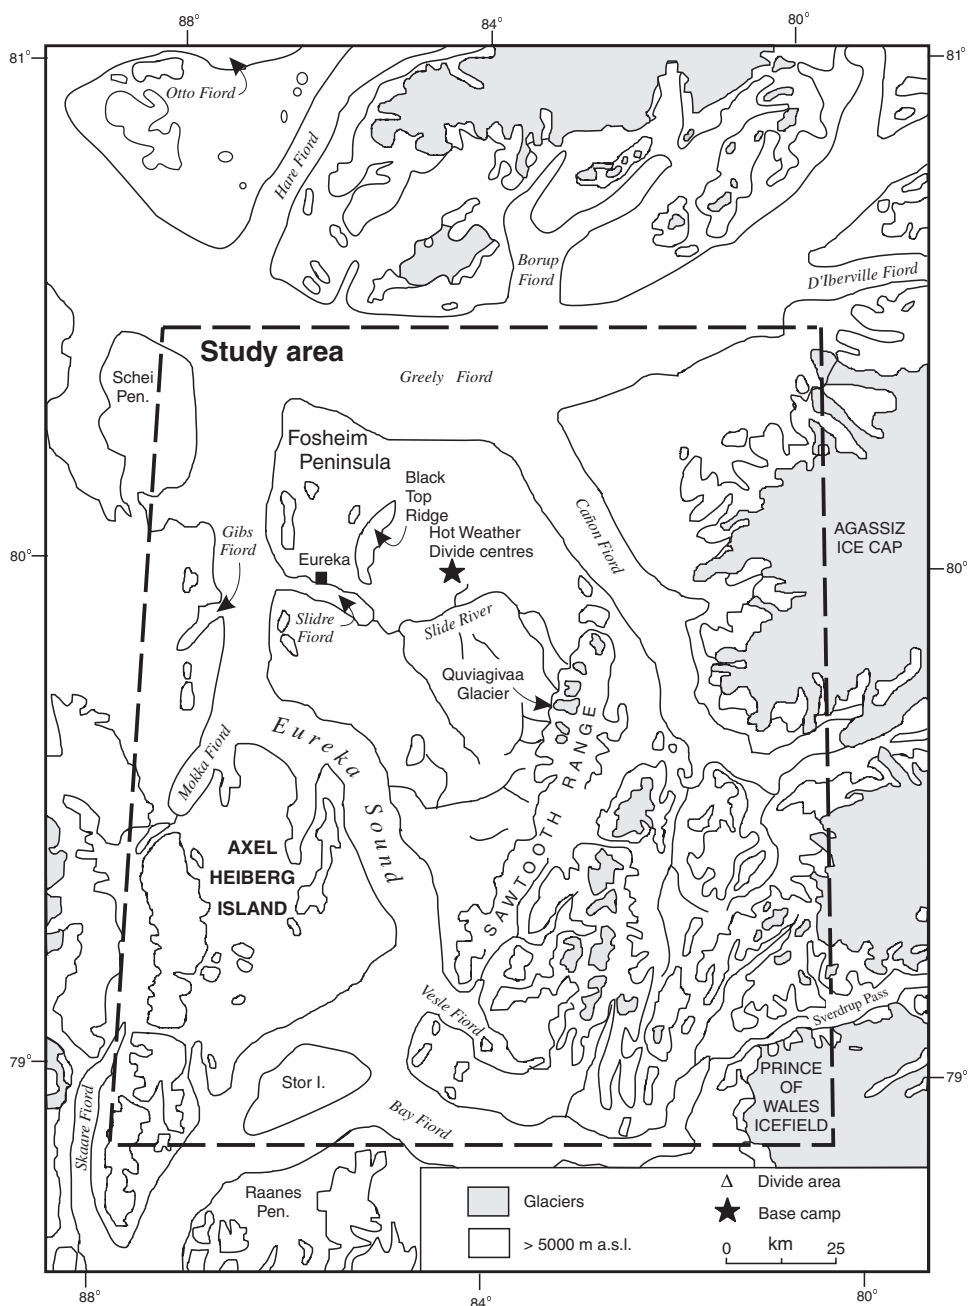 88°
84°
80°
81°
81°
Otto Fiord
Hare Fiord
Borup
Fiord
D'Iberville Fiord
Study area
Schei
Pen.
Greely Fiord
Fosheim
Peninsula
Black
Top
Ridge
Hot Weather
Divide centres
Cañon Fiord
AGASSIZ
ICE CAP
Gibs
Fiord
80°
80°
Eureka
Slidre
Fiord
Slide River
Quviagivaa
Glacier
Mokka Fiord
Eureka Sound
SAWTOOTH RANGE
AXEL
HEIBERG
ISLAND
Vesle Fiord
Sverdrup Pass
79°
79°
Stor I.
PRINCE
OF
WALES
ICEFIELD
Skaare Fiord
Bay Fiord
Raanes
Pen.
Glaciers
> 5000 m a.s.l.
Δ Divide area
Base camp
0 km 25
88°
84°
80°